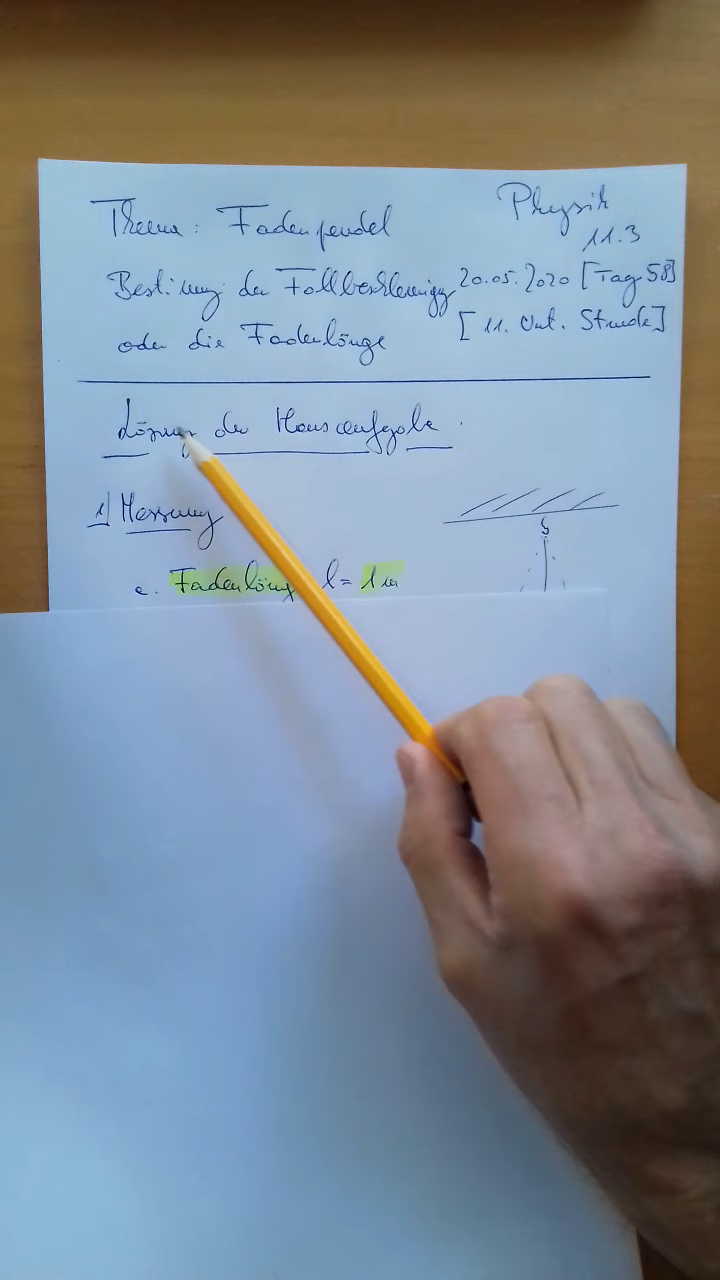 Thema: Fadenpendel
Physik
11.3
Bestimmung der Fallbeschleunigung
20.05.2020 [Tag 58]
oder die Fadenlänge
[11. Unt. Stunde]
Lösung der Hausaufgabe
1) Messung
a. Fadenlänge l = 1m